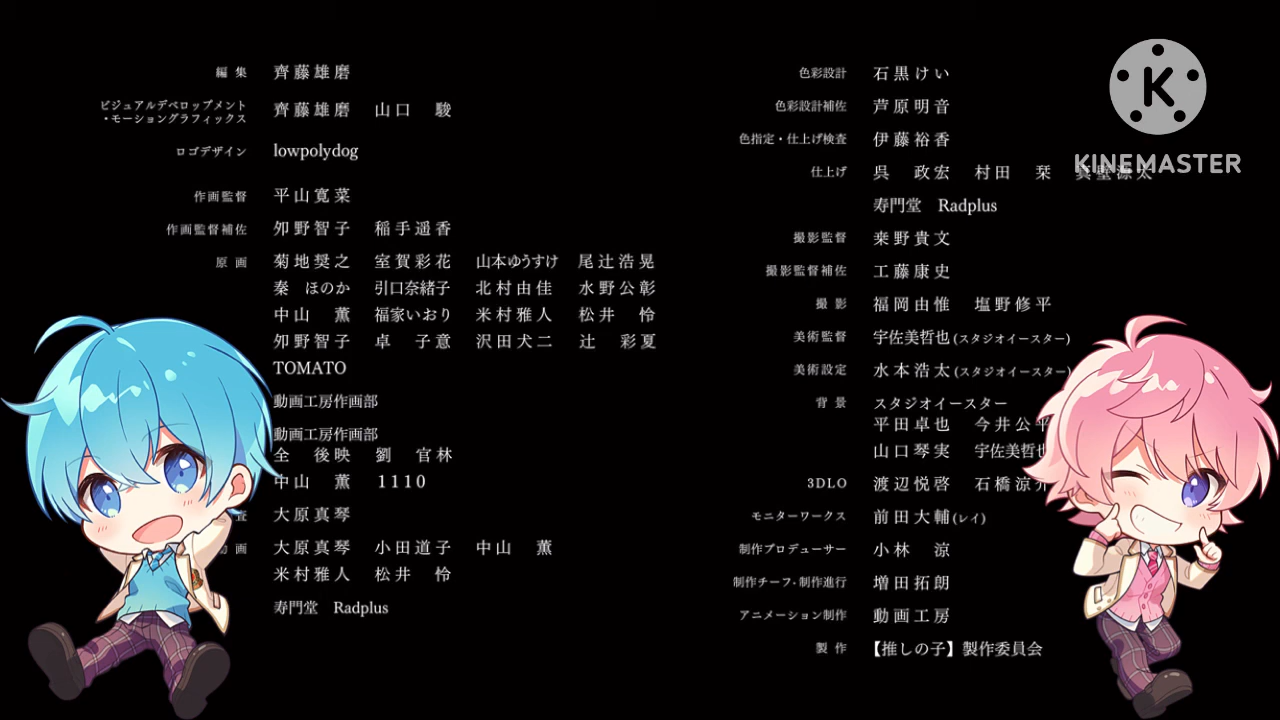 編集 齊藤雄磨
ビジュアルデベロップメント
・モーショングラフィックス 齊藤雄磨 山口 駿
ロゴデザイン lowpolydog
作画監督 平山寛菜
作画監督補佐 卯野智子 稲手遥香
原画 菊地奨之 室賀彩花 山本ゆうすけ 尾辻浩晃
秦 ほのか 引口奈緒子 北村由佳 水野公彰
中山 薫 福家いおり 米村雅人 松井 怜
卯野智子 卓 子意 沢田犬二 辻 彩夏
TOMATO
動画工房作画部
動画工房作画部
全 後映 劉 官林
中山 薫 1110
査 大原真琴
画 大原真琴 小田道子 中山 薫
米村雅人 松井 怜
寿門堂 Radplus
色彩設計 石黒けい
色彩設計補佐 芦原明音
色指定・仕上げ検査 伊藤裕香
仕上げ 呉 政宏 村田 栞 真壁源太
寿門堂 Radplus
撮影監督 桒野貴文
撮影監督補佐 工藤康史
撮影 福岡由惟 塩野修平
美術監督 宇佐美哲也(スタジオイースター)
美術設定 水本浩太(スタジオイースター)
背景 スタジオイースター
平田卓也 今井公平
山口琴実 宇佐美哲也
3DLO 渡辺悦啓 石橋涼介
モニターワークス 前田大輔(レイ)
制作プロデューサー 小林 涼
制作チーフ・制作進行 増田拓朗
アニメーション制作 動画工房
製作 【推しの子】製作委員会
K
KINEMASTER